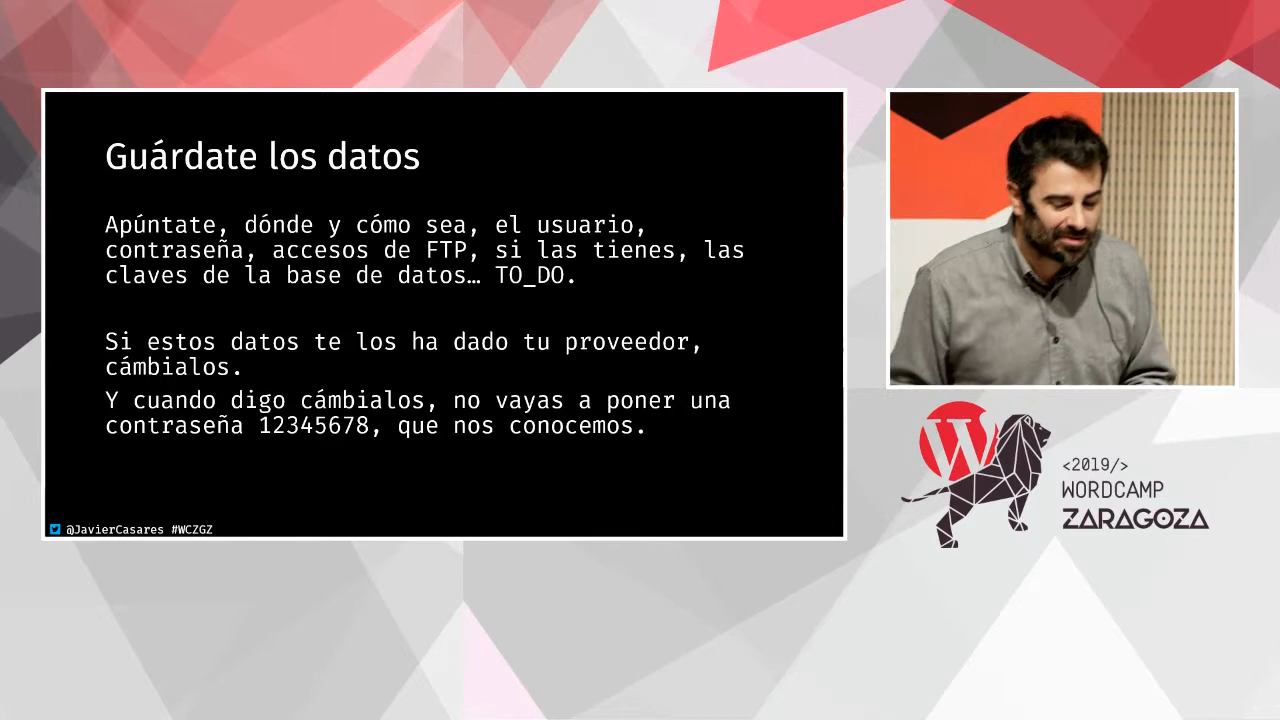 Guárdate los datos
Apúntate, dónde y cómo sea, el usuario,
contraseña, accesos de FTP, si las tienes, las
claves de la base de datos… TO_DO.
Si estos datos te los ha dado tu proveedor,
cámbialos.
Y cuando digo cámbialos, no vayas a poner una
contraseña 12345678, que nos conocemos.
@JavierCasares #WCZGZ
W
<2019/>
WORDCAMP
ZARAGOZA